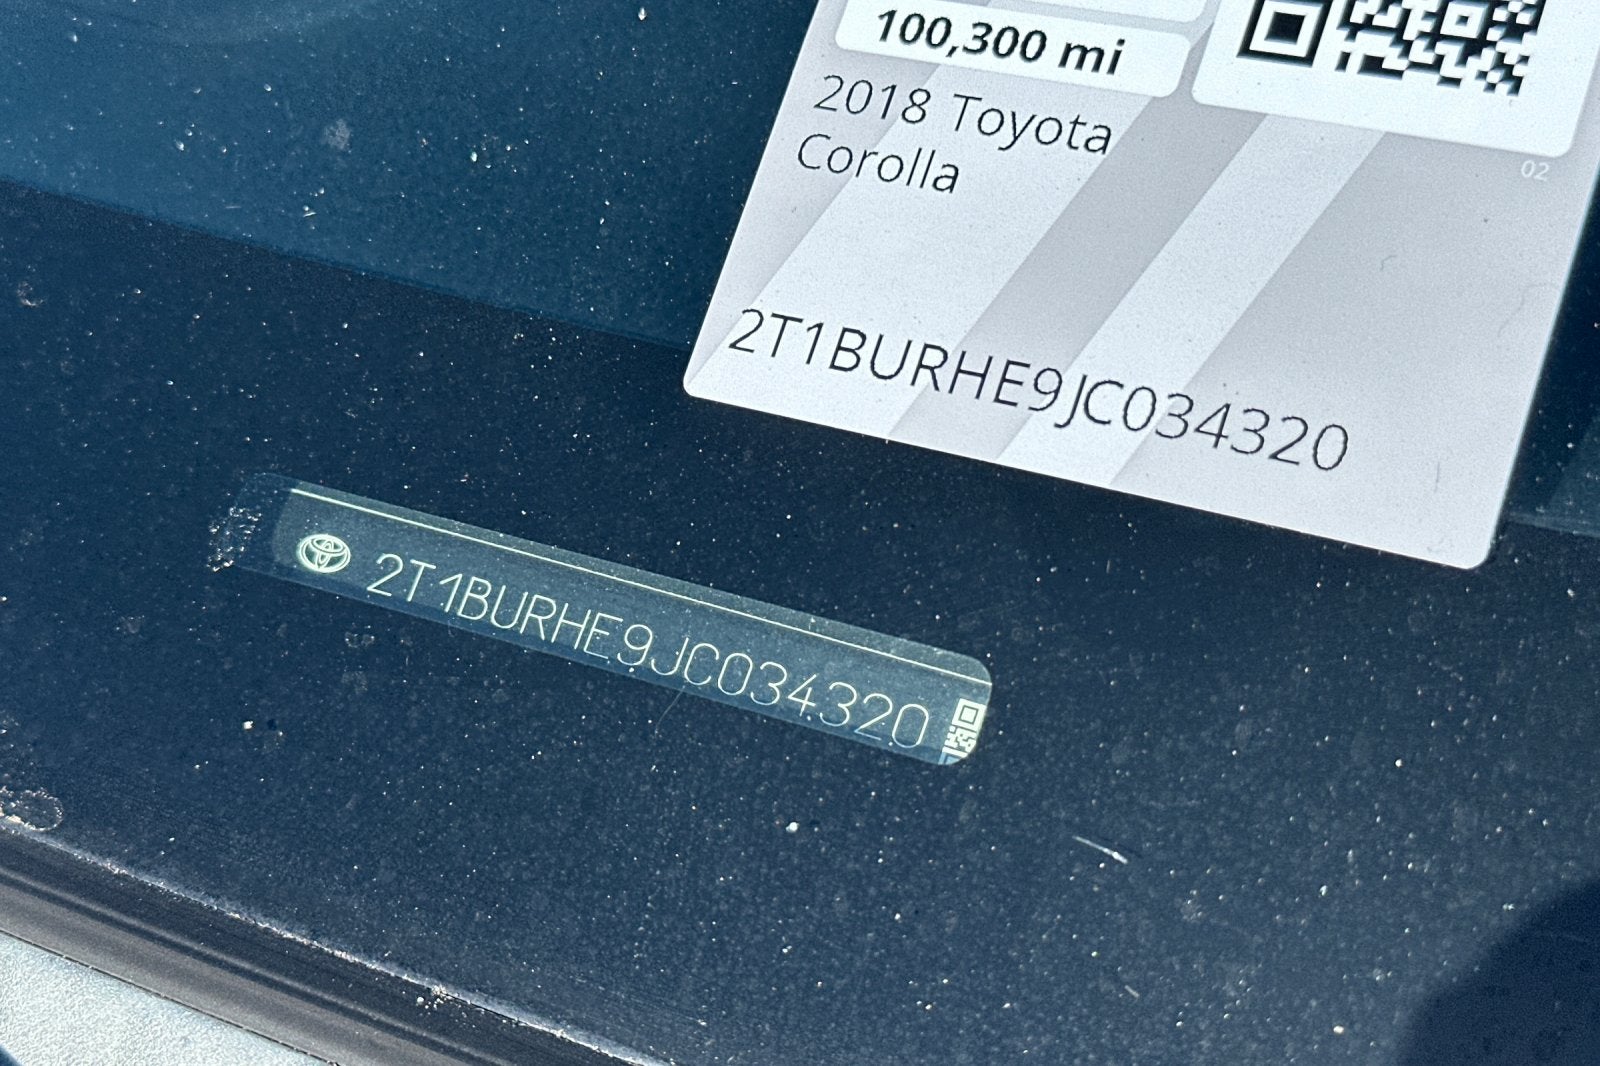 100,300 mi
2018 Toyota
Corolla
02
2T1BURHE9JC034320
2T1BURHE9JC034320